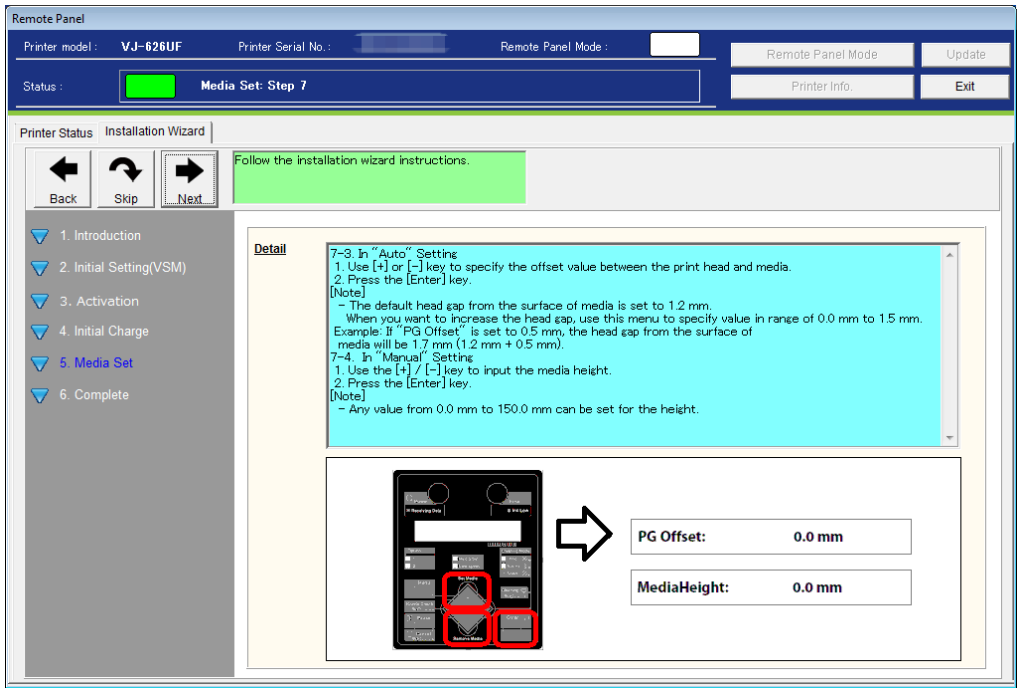 Remote Panel
Printer model : VJ-626UF Printer Serial No. : Remote Panel Mode :
Remote Panel Mode Update
Status : Media Set: Step 7
Printer Info. Exit
Printer Status Installation Wizard
Back Skip Next
Follow the installation wizard instructions.
1. Introduction
2. Initial Setting(VSM)
3. Activation
4. Initial Charge
5. Media Set
6. Complete
Detail
7-3. In "Auto" Setting
1. Use [+] or [-] key to specify the offset value between the print head and media.
2. Press the [Enter] key.
[Note]
- The default head gap from the surface of media is set to 1.2 mm.
When you want to increase the head gap, use this menu to specify value in range of 0.0 mm to 1.5 mm.
Example: If "PG Offset" is set to 0.5 mm, the head gap from the surface of
media will be 1.7 mm (1.2 mm + 0.5 mm).
7-4. In "Manual" Setting
1. Use the [+] / [-] key to input the media height.
2. Press the [Enter] key.
[Note]
- Any value from 0.0 mm to 150.0 mm can be set for the height.
Receiving Data
Set Media
Remove Media
PG Offset: 0.0 mm
MediaHeight: 0.0 mm